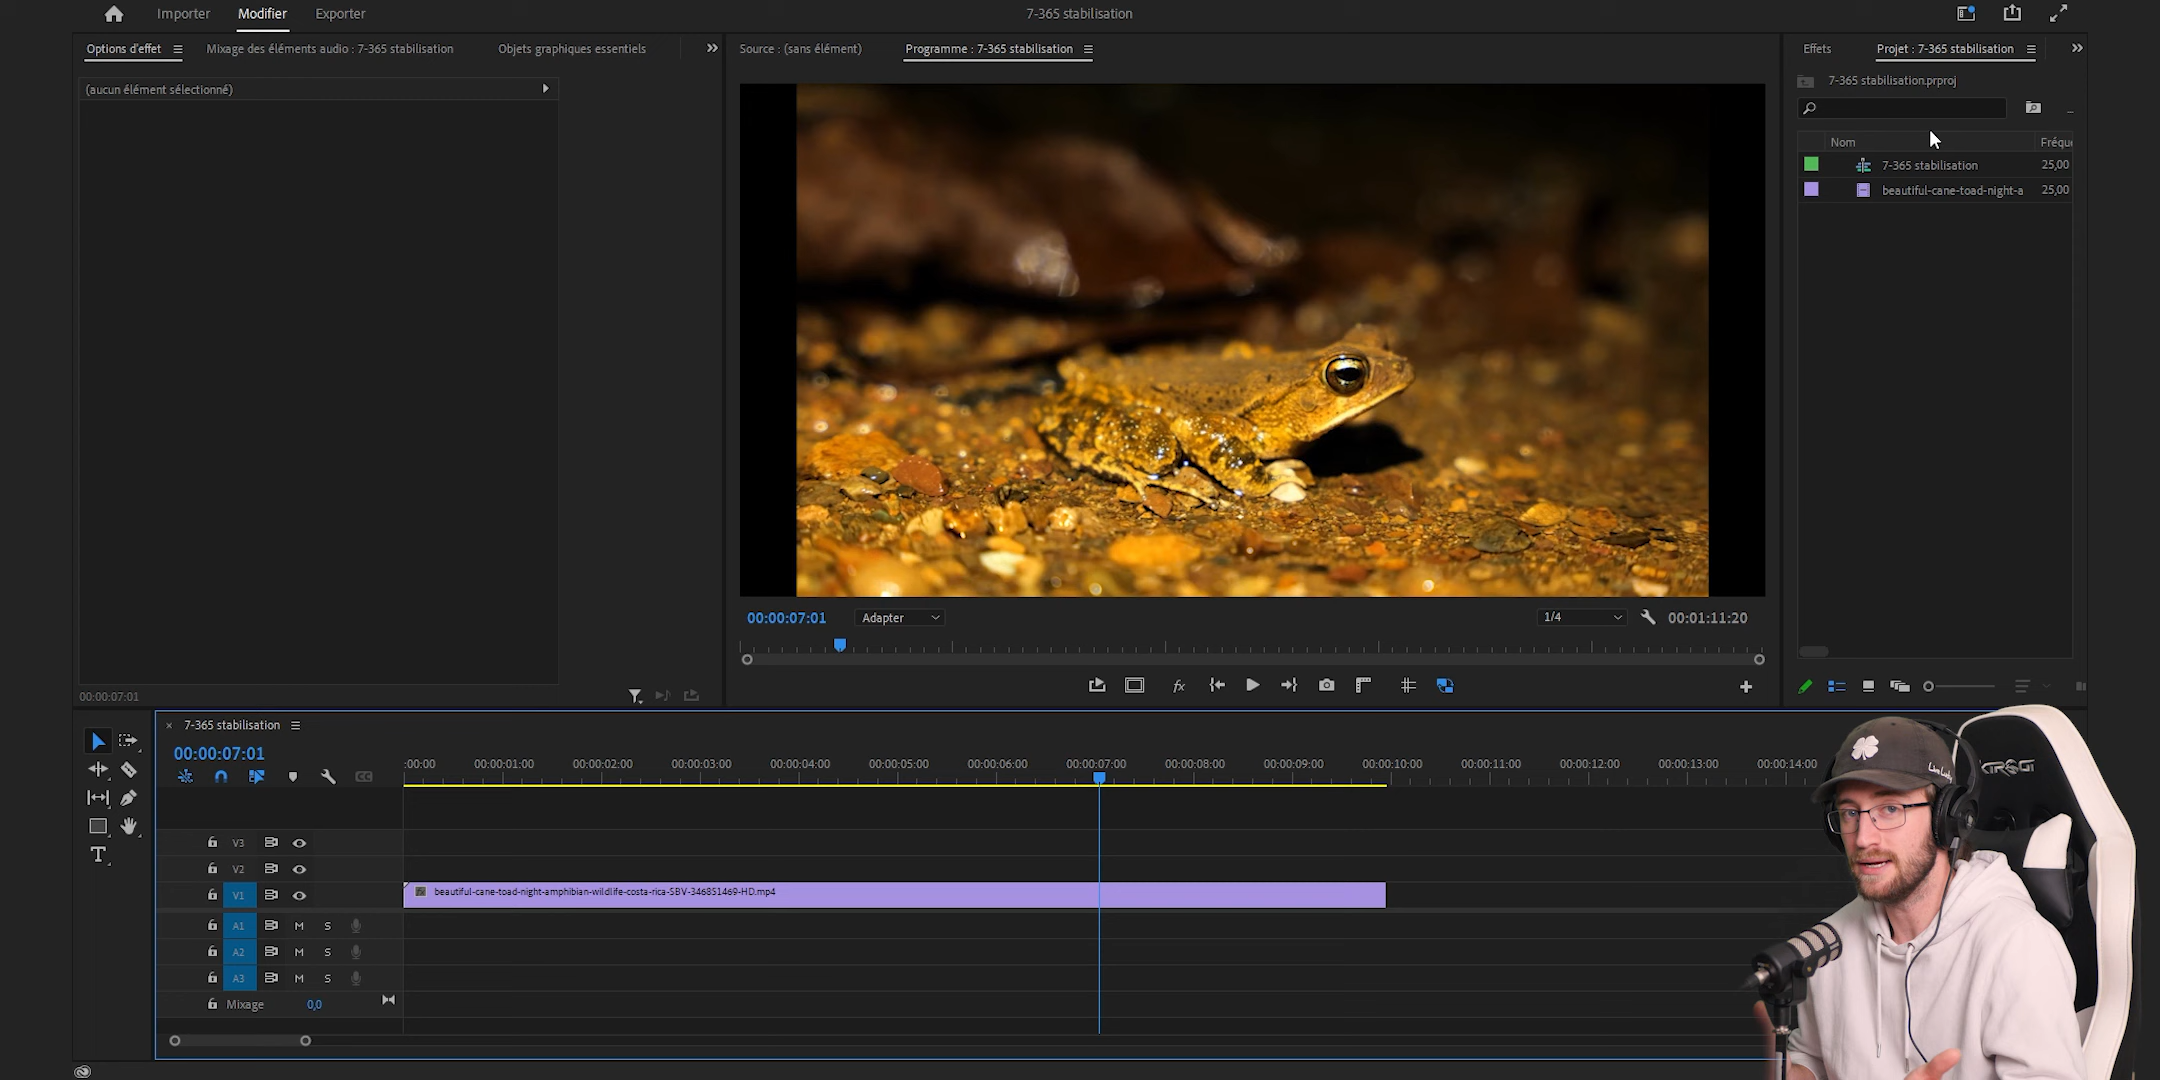 Importer Modifier Exporter 7-365 stabilisation
Options d'effet Mixage des éléments audio : 7-365 stabilisation Objets graphiques essentiels Source : (sans élément) Programme : 7-365 stabilisation Effets Projet : 7-365 stabilisation
7-365 stabilisation.prproj
(aucun élément sélectionné)
Nom Fréqu
7-365 stabilisation 25,00
beautiful-cane-toad-night-a 25,00
00:00:07:01 Adapter 1/4 00:01:11:20
fx
00:00:07:01
7-365 stabilisation
00:00:07:01
:00:00 00:00:01:00 00:00:02:00 00:00:03:00 00:00:04:00 00:00:05:00 00:00:06:00 00:00:07:00 00:00:08:00 00:00:09:00 00:00:10:00 00:00:11:00 00:00:12:00 00:00:13:00 00:00:14:00
V3
V2
V1 beautiful-cane-toad-night-amphibian-wildlife-costa-rica-SBV-346851469-HD.mp4
A1 M S
A2 M S
A3 M S
Mixage 0,0